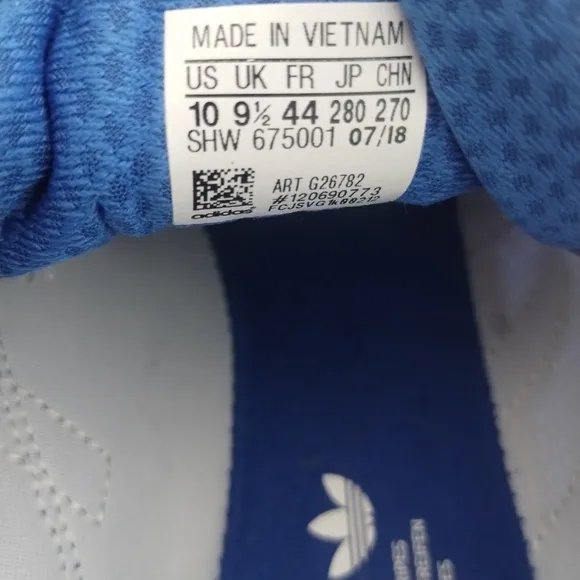 MADE IN VIETNAM
US UK FR JP CHN
10 9½ 44 280 270
SHW 675001 07/18
ART G26782
#120690773
adidas